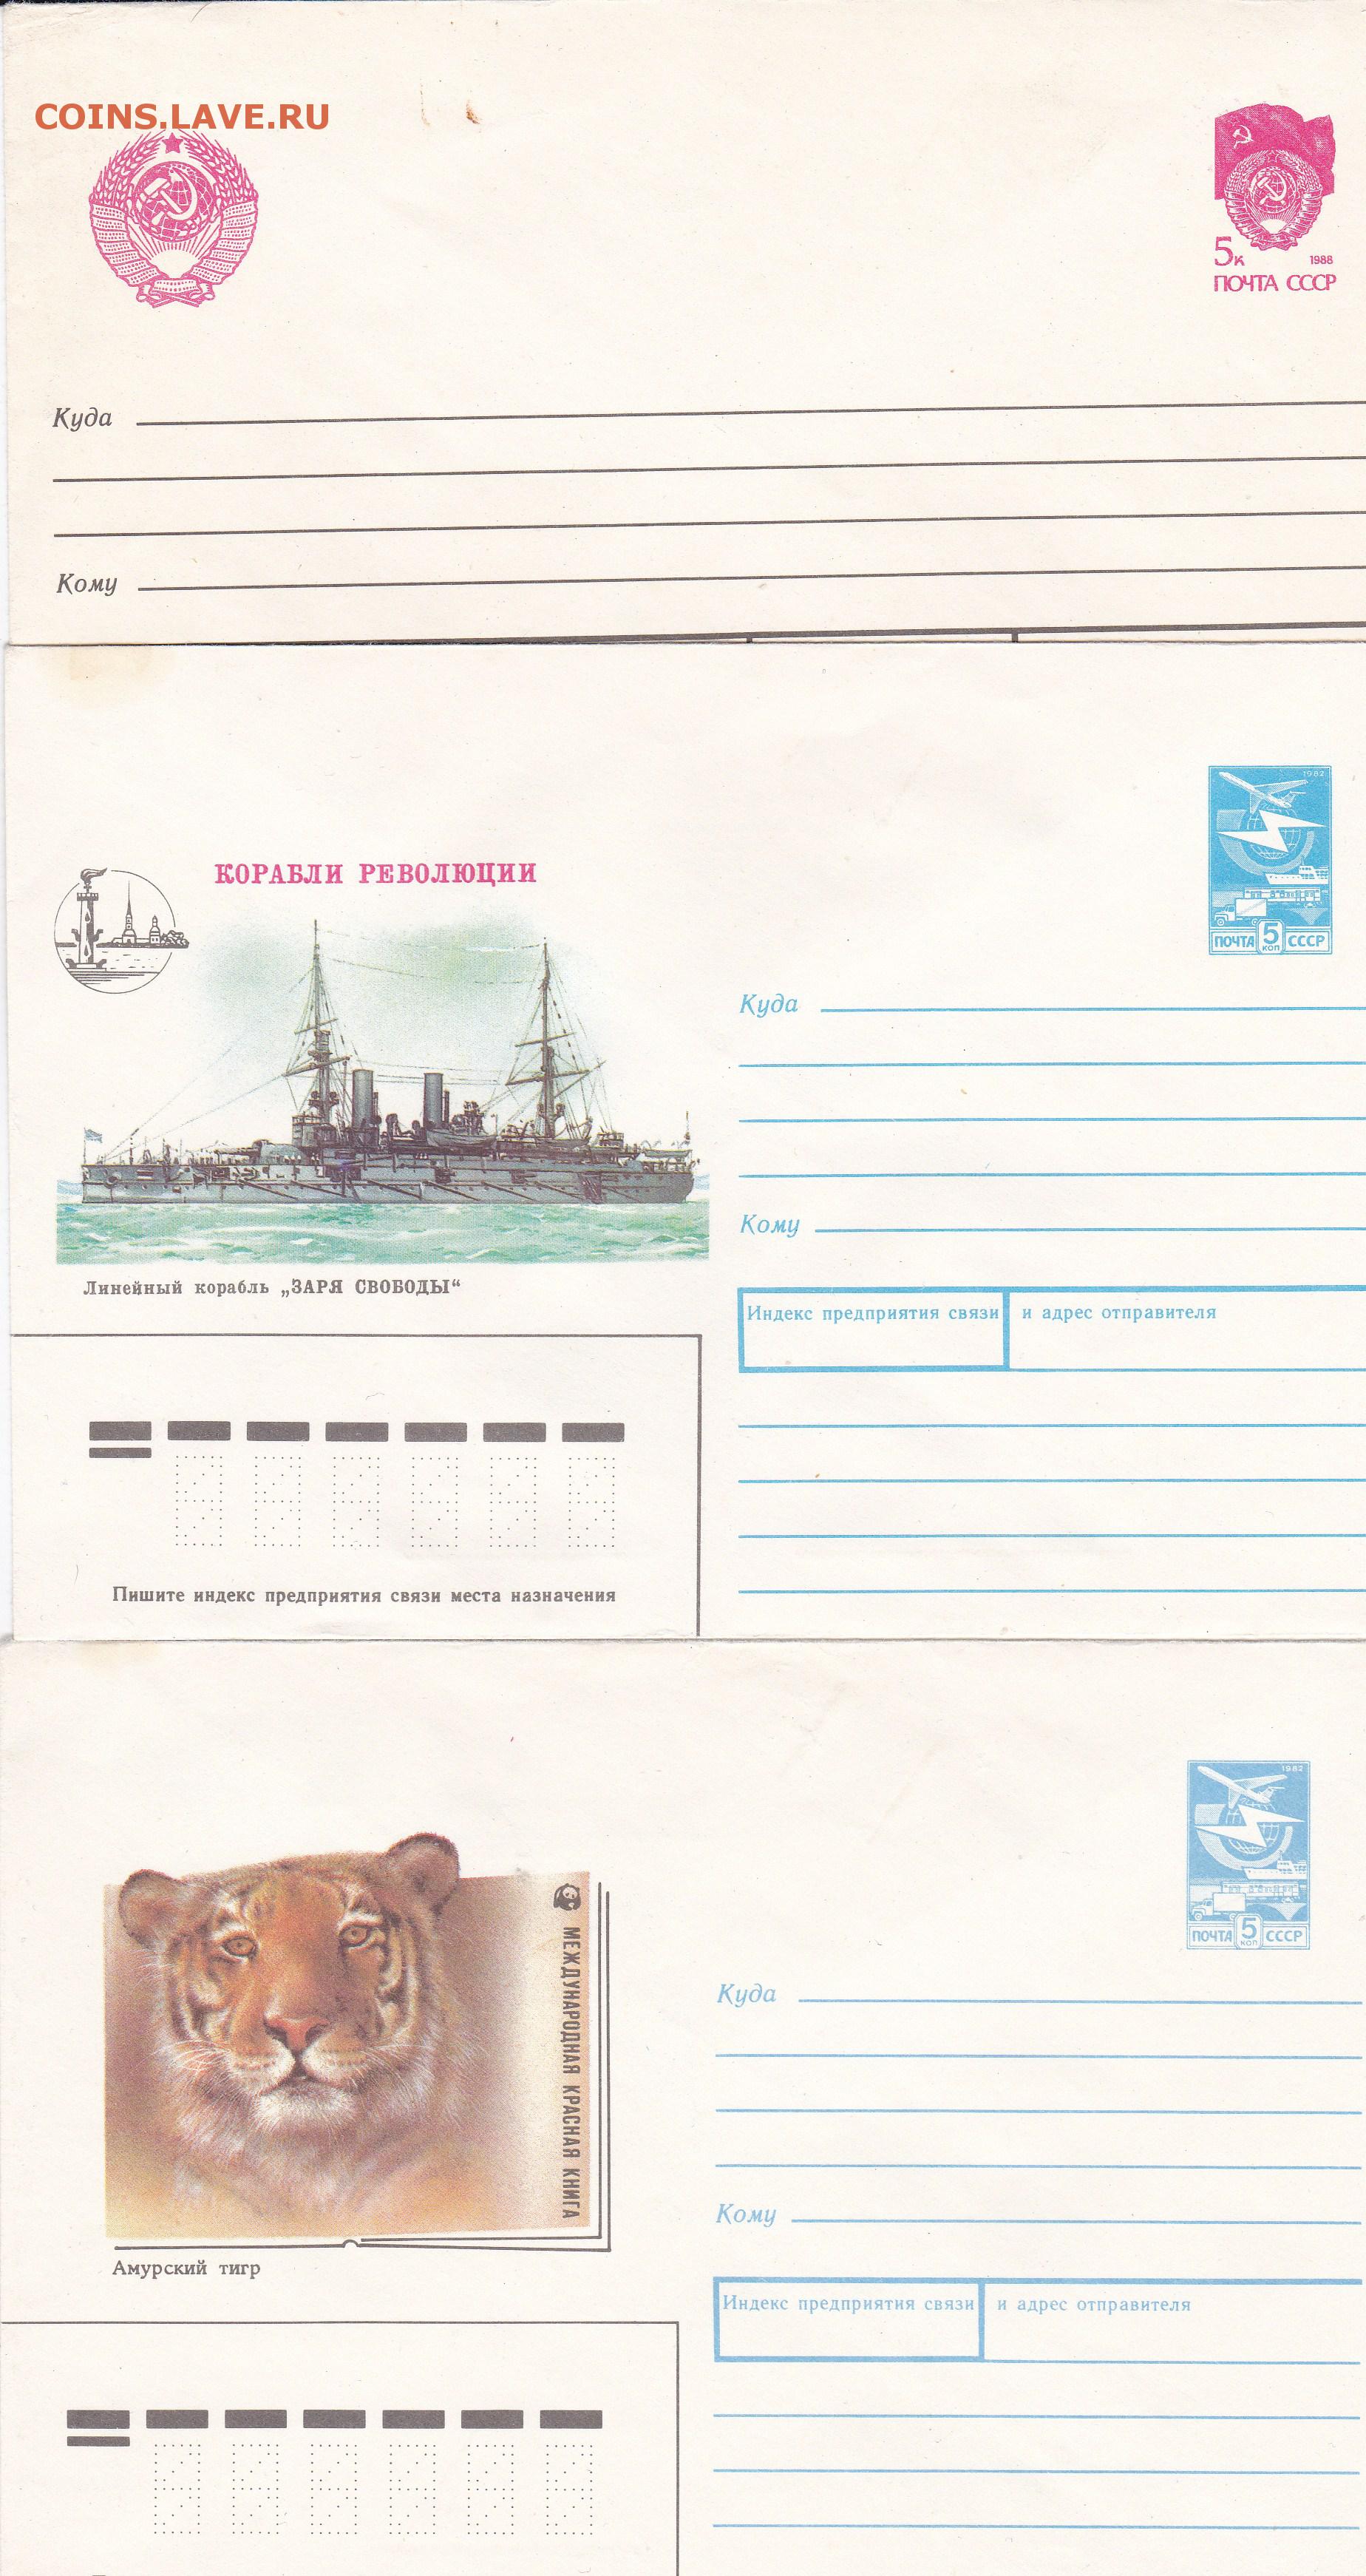 COINS.LAVE.RU
5к 1988
ПОЧТА СССР
Куда
Кому
1982
ПОЧТА 5 КОП СССР
КОРАБЛИ РЕВОЛЮЦИИ
Куда
Кому
Линейный корабль „ЗАРЯ СВОБОДЫ“
Индекс предприятия связи и адрес отправителя
Пишите индекс предприятия связи места назначения
1982
ПОЧТА 5 КОП СССР
МЕЖДУНАРОДНАЯ КРАСНАЯ КНИГА
Куда
Кому
Амурский тигр
Индекс предприятия связи и адрес отправителя